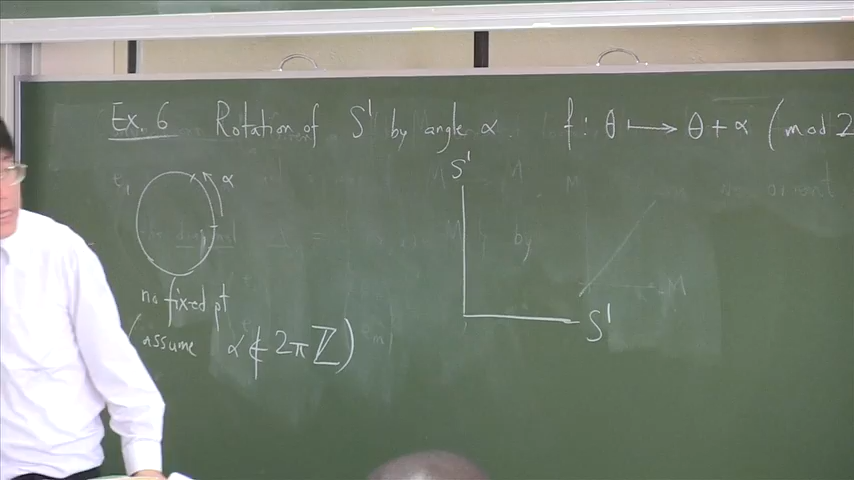 Ex. 6 Rotation of S¹ by angle α. f : θ ⟼ θ + α (mod 2
α
S¹
S¹
no fixed pt
(assume α ∉ 2πℤ)